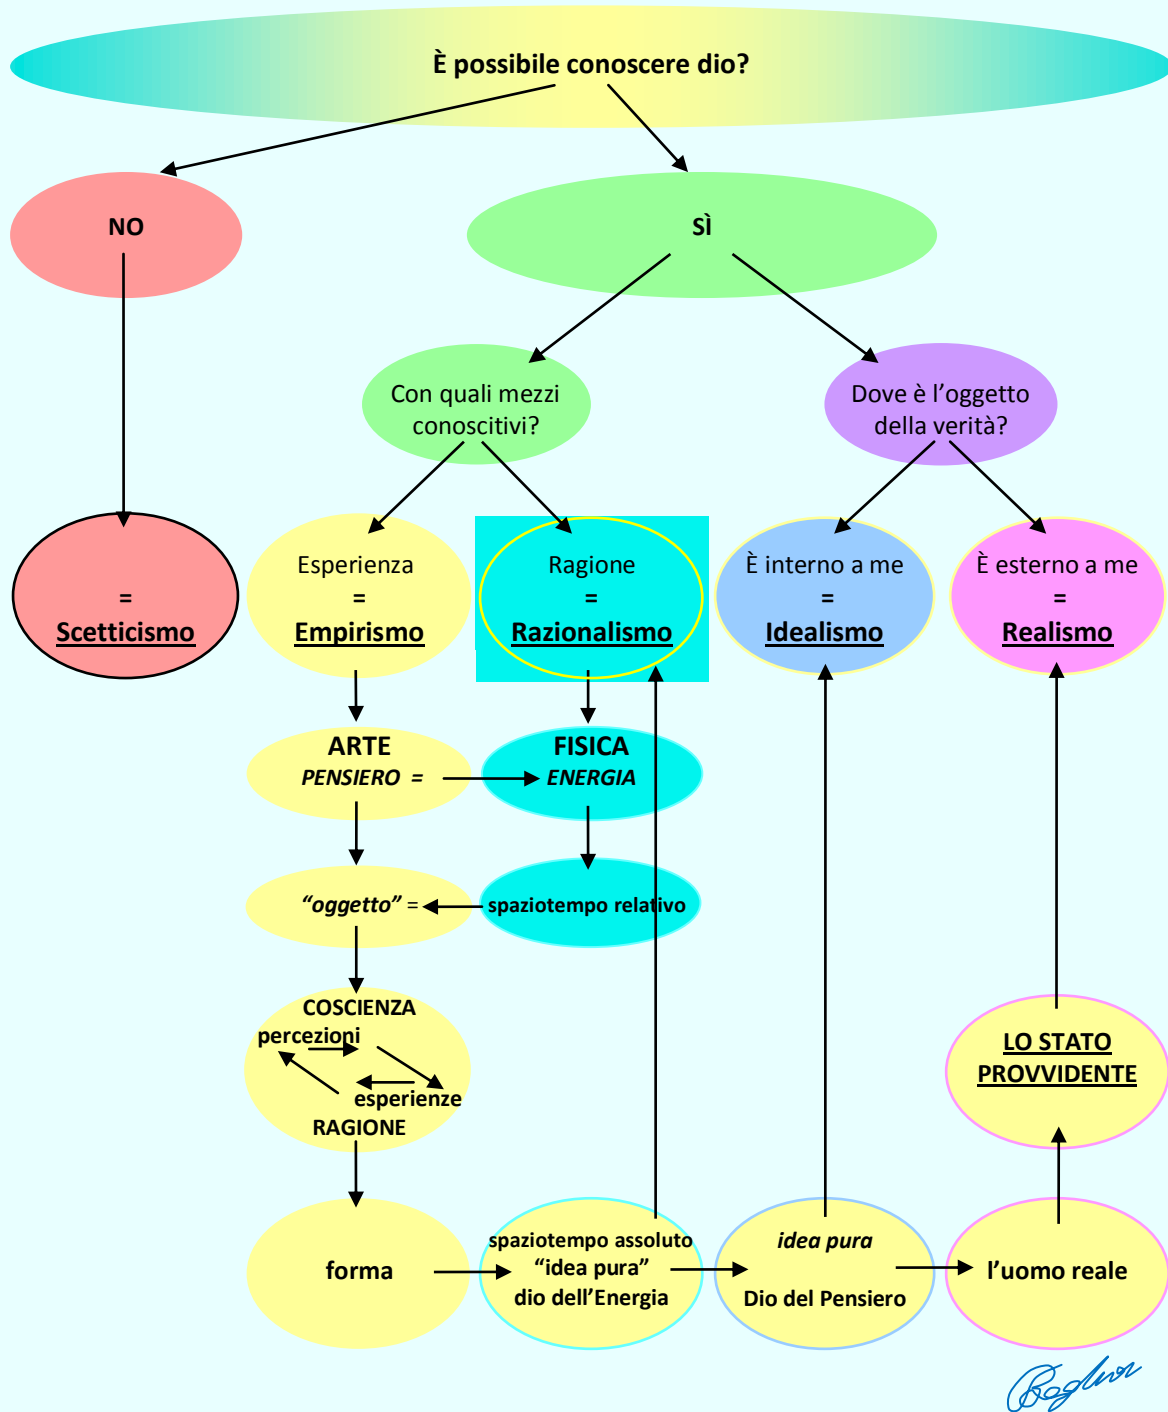 È possibile conoscere dio?
NO
SÌ
Con quali mezzi
conoscitivi?
Dove è l'oggetto
della verità?
=
Scetticismo
Esperienza
=
Empirismo
Ragione
=
Razionalismo
È interno a me
=
Idealismo
È esterno a me
=
Realismo
ARTE
PENSIERO =
FISICA
ENERGIA
"oggetto" =
spaziotempo relativo
COSCIENZA
percezioni
esperienze
RAGIONE
LO STATO
PROVVIDENTE
forma
spaziotempo assoluto
"idea pura"
dio dell'Energia
idea pura
Dio del Pensiero
l'uomo reale